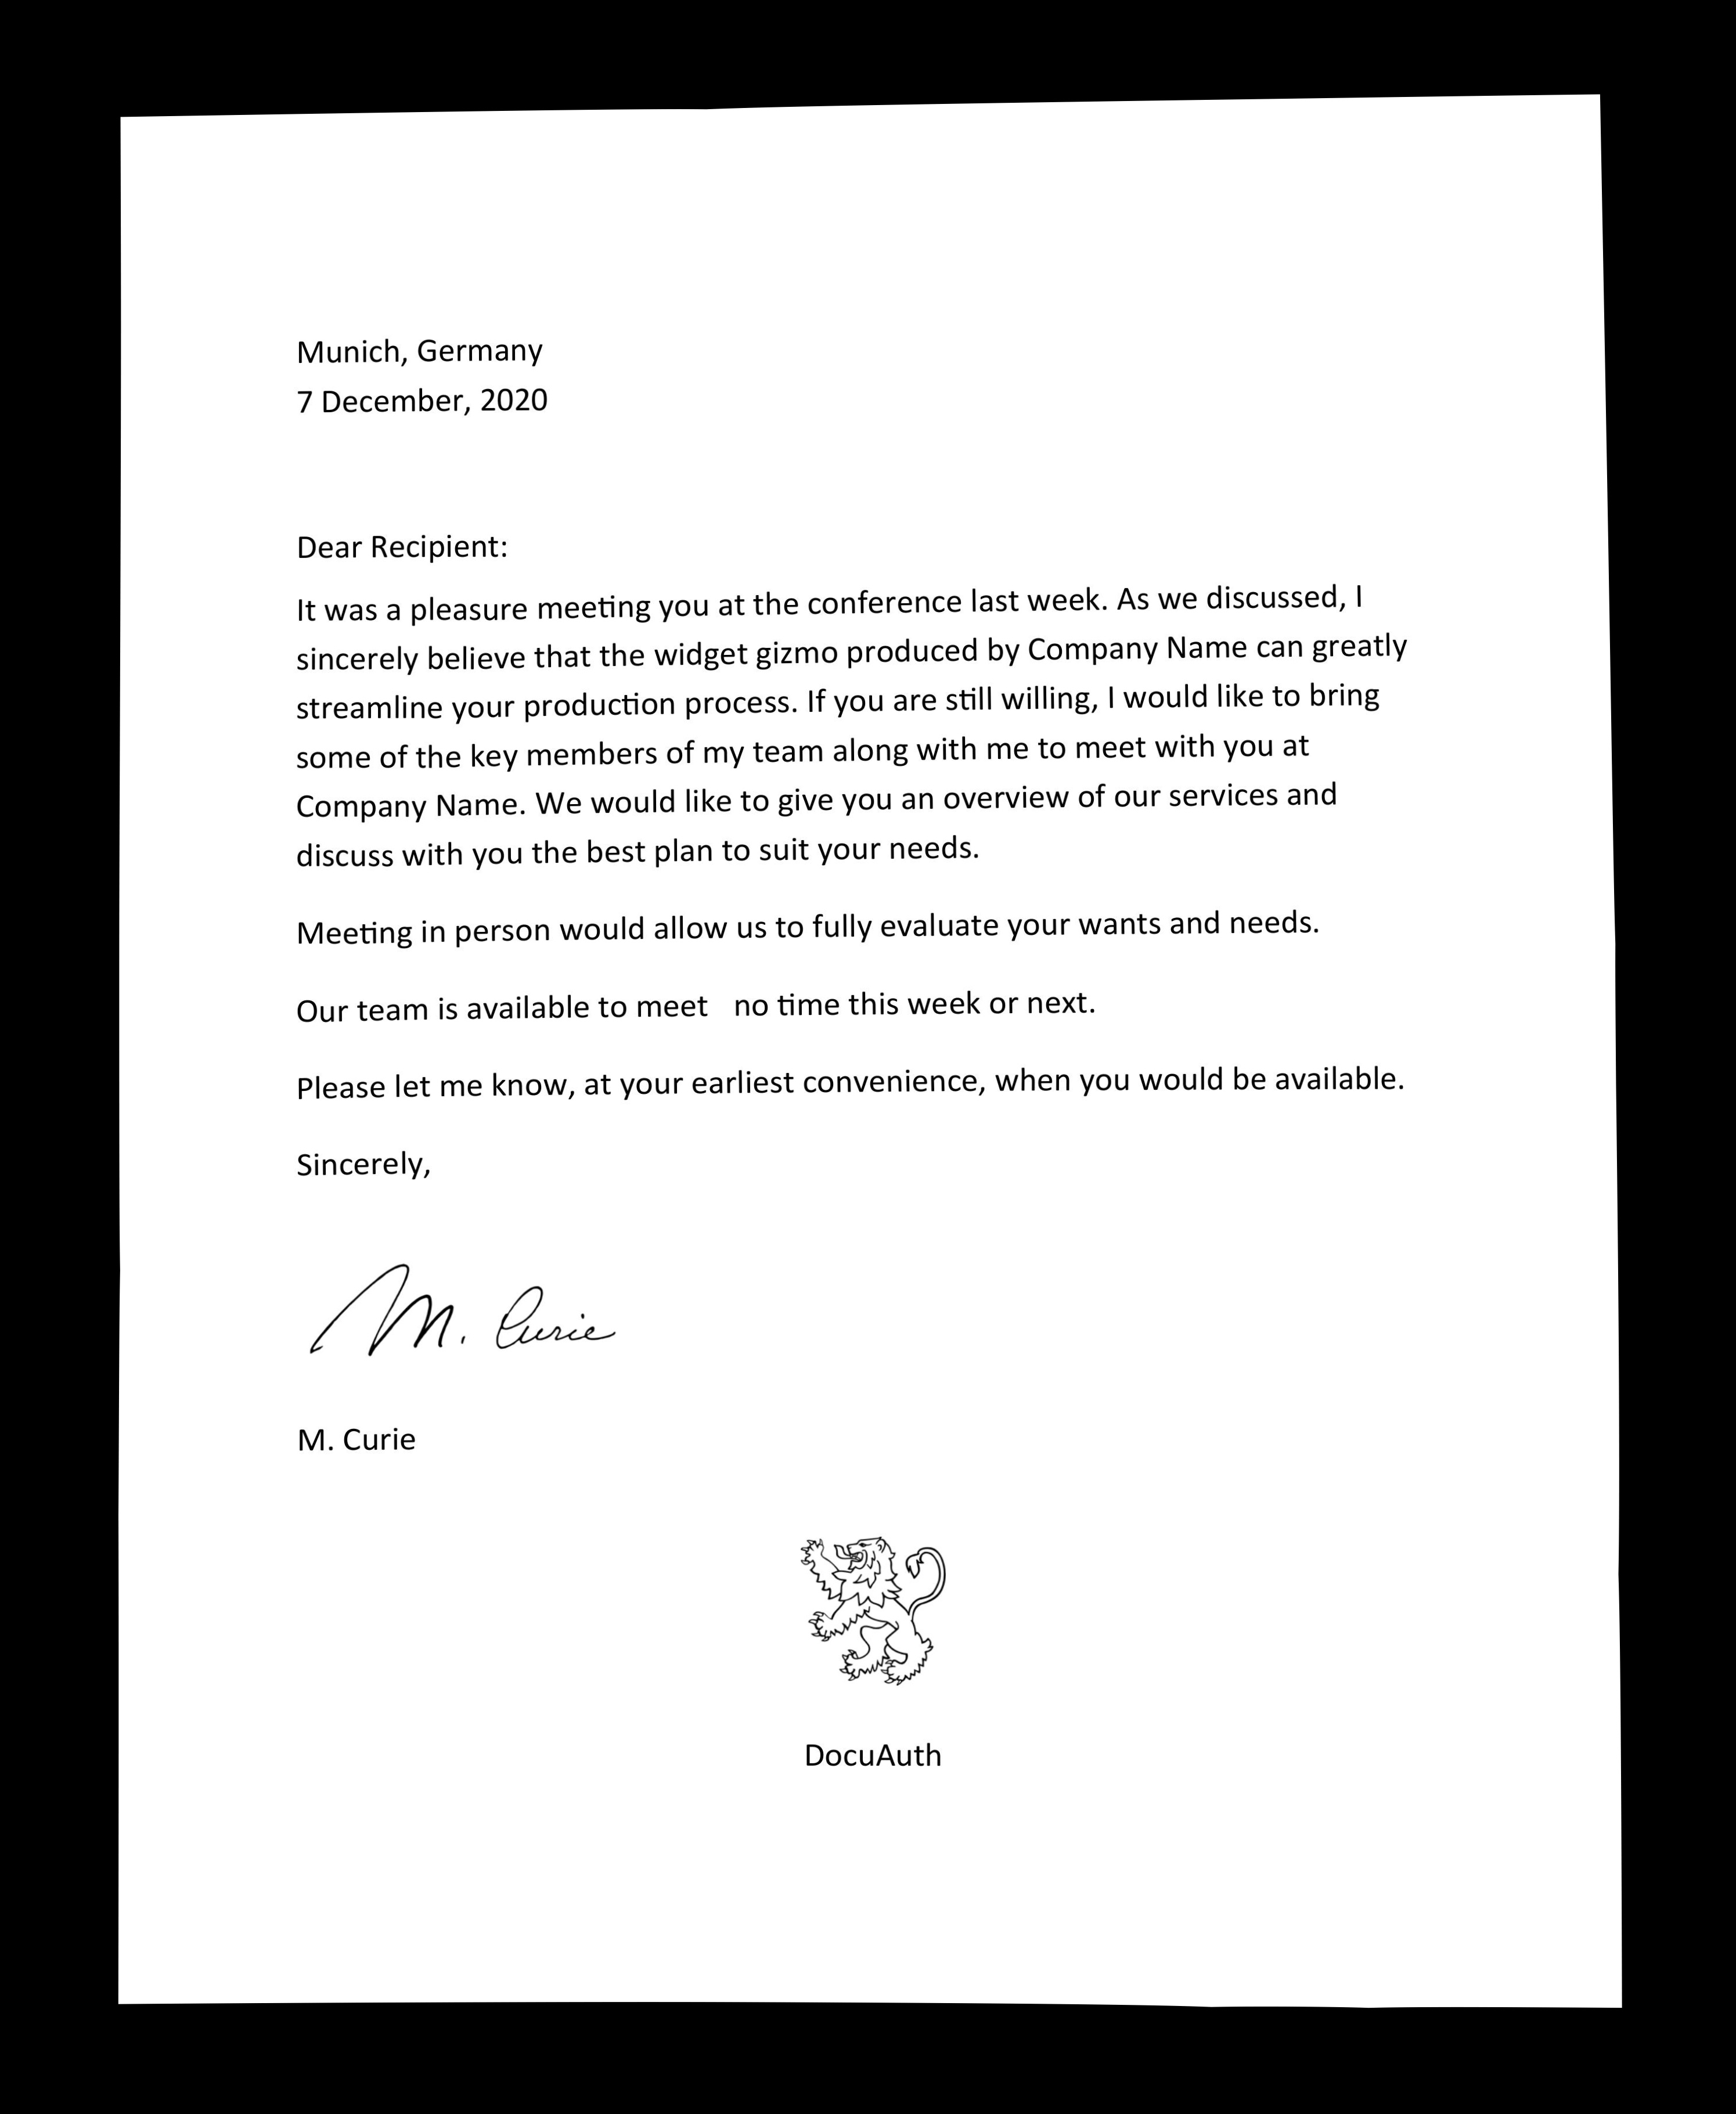 Munich, Germany
7 December, 2020
Dear Recipient:
It was a pleasure meeting you at the conference last week. As we discussed, I
sincerely believe that the widget gizmo produced by Company Name can greatly
streamline your production process. If you are still willing, I would like to bring
some of the key members of my team along with me to meet with you at
Company Name. We would like to give you an overview of our services and
discuss with you the best plan to suit your needs.
Meeting in person would allow us to fully evaluate your wants and needs.
Our team is available to meet no time this week or next.
Please let me know, at your earliest convenience, when you would be available.
Sincerely,
M. Curie
M. Curie
DocuAuth